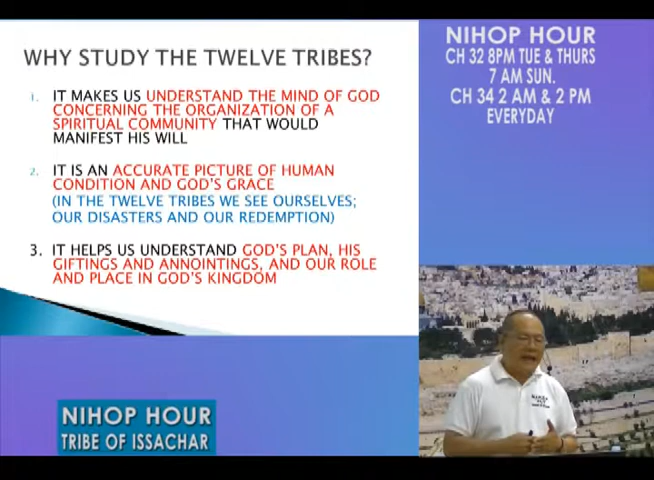 WHY STUDY THE TWELVE TRIBES?
1. IT MAKES US UNDERSTAND THE MIND OF GOD
CONCERNING THE ORGANIZATION OF A
SPIRITUAL COMMUNITY THAT WOULD
MANIFEST HIS WILL
2. IT IS AN ACCURATE PICTURE OF HUMAN
CONDITION AND GOD'S GRACE
(IN THE TWELVE TRIBES WE SEE OURSELVES;
OUR DISASTERS AND OUR REDEMPTION)
3. IT HELPS US UNDERSTAND GOD'S PLAN, HIS
GIFTINGS AND ANNOINTINGS, AND OUR ROLE
AND PLACE IN GOD'S KINGDOM
NIHOP HOUR
CH 32 8PM TUE & THURS
7 AM SUN.
CH 34 2 AM & 2 PM
EVERYDAY
NIHOP HOUR
TRIBE OF ISSACHAR